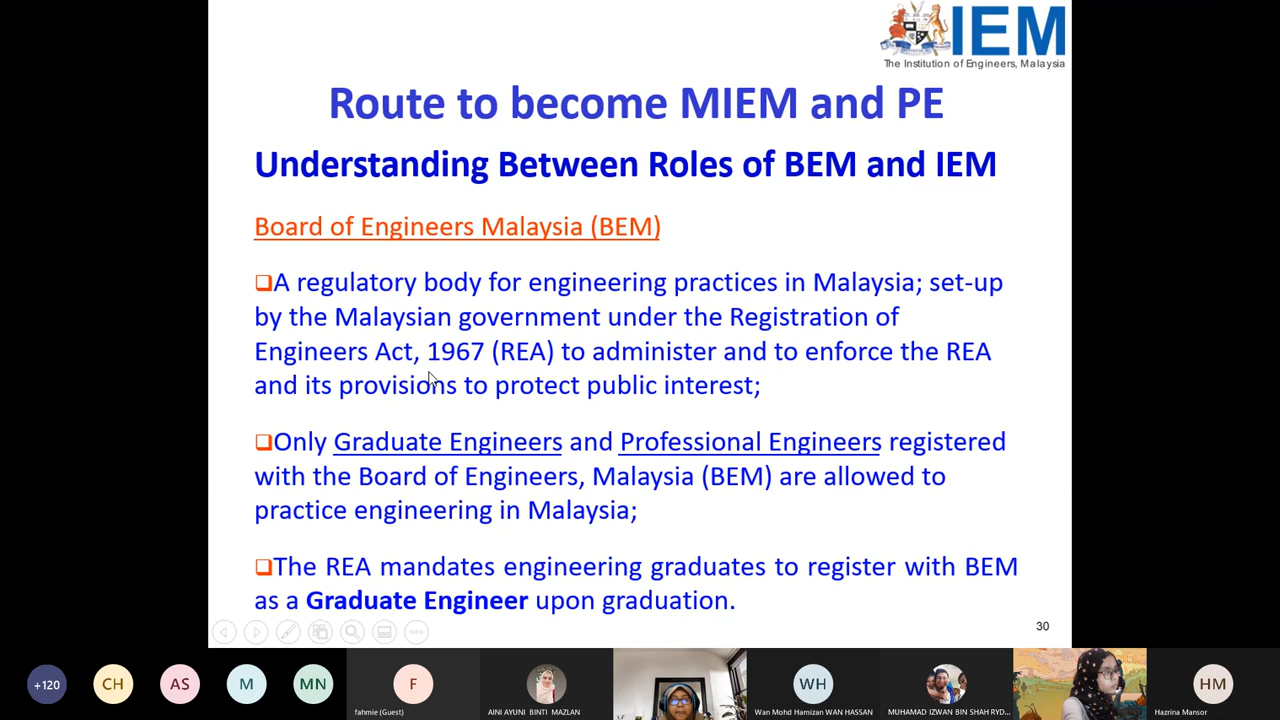 IEM
The Institution of Engineers, Malaysia
Route to become MIEM and PE
Understanding Between Roles of BEM and IEM
Board of Engineers Malaysia (BEM)
A regulatory body for engineering practices in Malaysia; set-up
by the Malaysian government under the Registration of
Engineers Act, 1967 (REA) to administer and to enforce the REA
and its provisions to protect public interest;
Only Graduate Engineers and Professional Engineers registered
with the Board of Engineers, Malaysia (BEM) are allowed to
practice engineering in Malaysia;
The REA mandates engineering graduates to register with BEM
as a Graduate Engineer upon graduation.
30
+120 CH AS M MN F WH HM
fahmie (Guest) AINI AYUNI BINTI MAZLAN Wan Mohd Hamizan WAN HASSAN MUHAMAD IZWAN BIN SHAH RYD... Hazrina Mansor